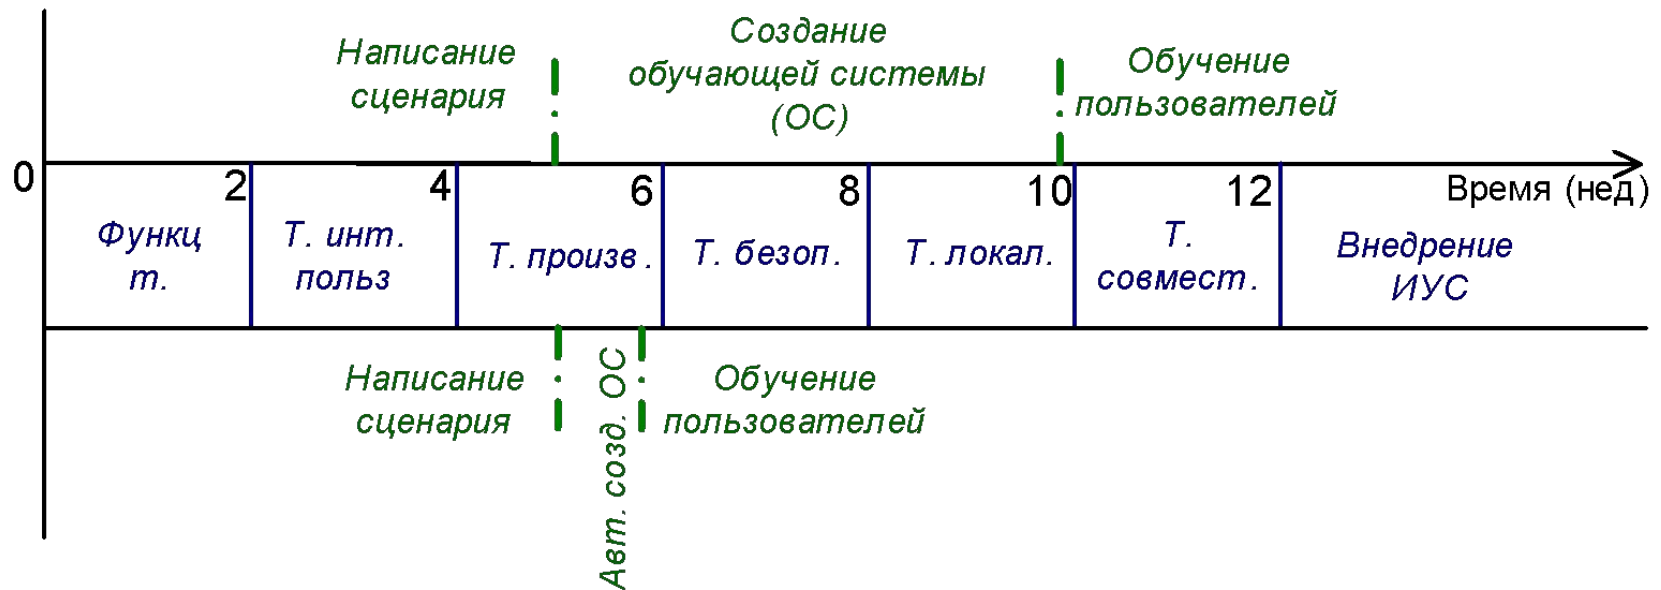 Написание
сценария
Создание
обучающей системы
(ОС)
Обучение
пользователей
0
2
4
6
8
10
12
Время (нед)
Функц
т.
Т. инт.
польз
Т. произв.
Т. безоп.
Т. локал.
Т.
совмест.
Внедрение
ИУС
Написание
сценария
Авт. созд. ОС
Обучение
пользователей